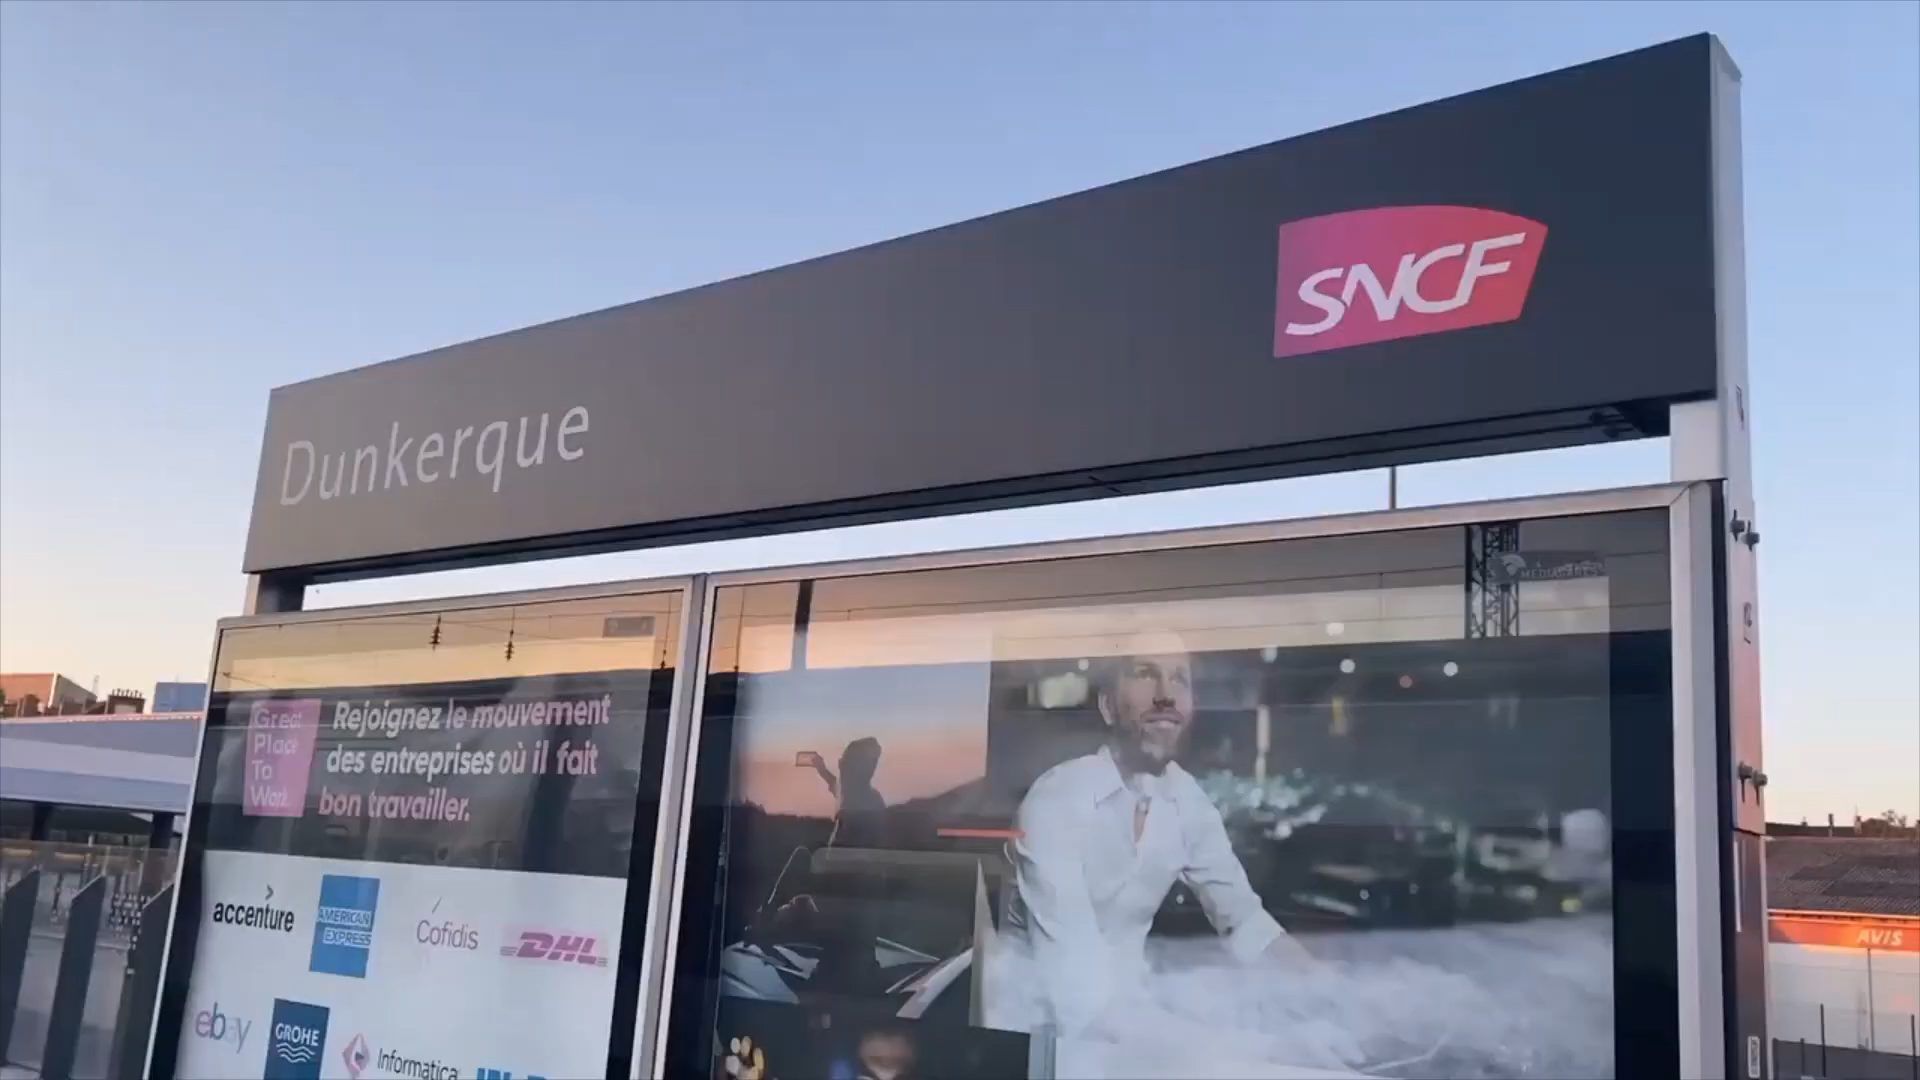 SNCF
Dunkerque
MEDIATRANSPORTS
Great
Place
To
Work.
Rejoignez le mouvement
des entreprises où il fait
bon travailler.
accenture
AMERICAN
EXPRESS
Cofidis
DHL
ebay
GROHE
Informatica
AVIS